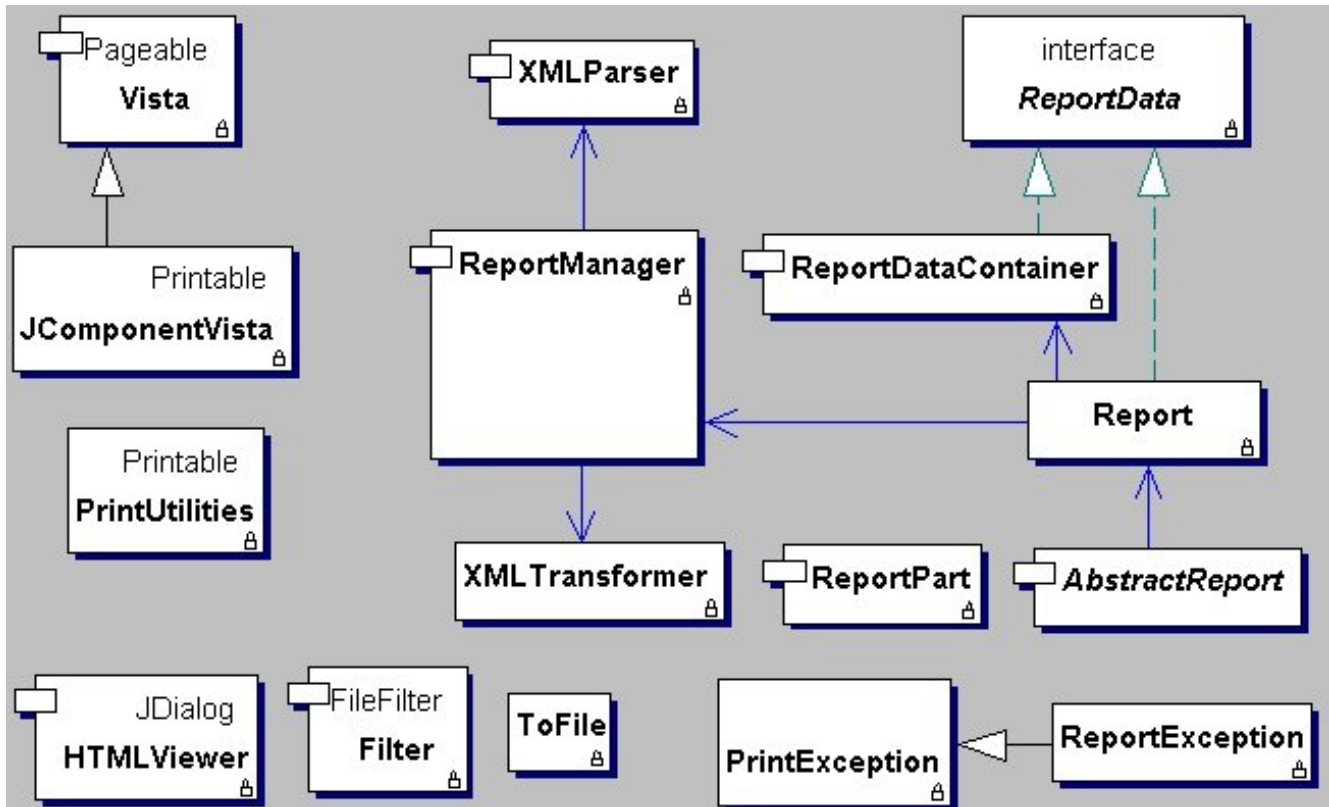 Pageable
Vista
XMLParser
interface
ReportData
Printable
JComponentVista
ReportManager
ReportDataContainer
Report
Printable
PrintUtilities
XMLTransformer
ReportPart
AbstractReport
JDialog
HTMLViewer
FileFilter
Filter
ToFile
PrintException
ReportException